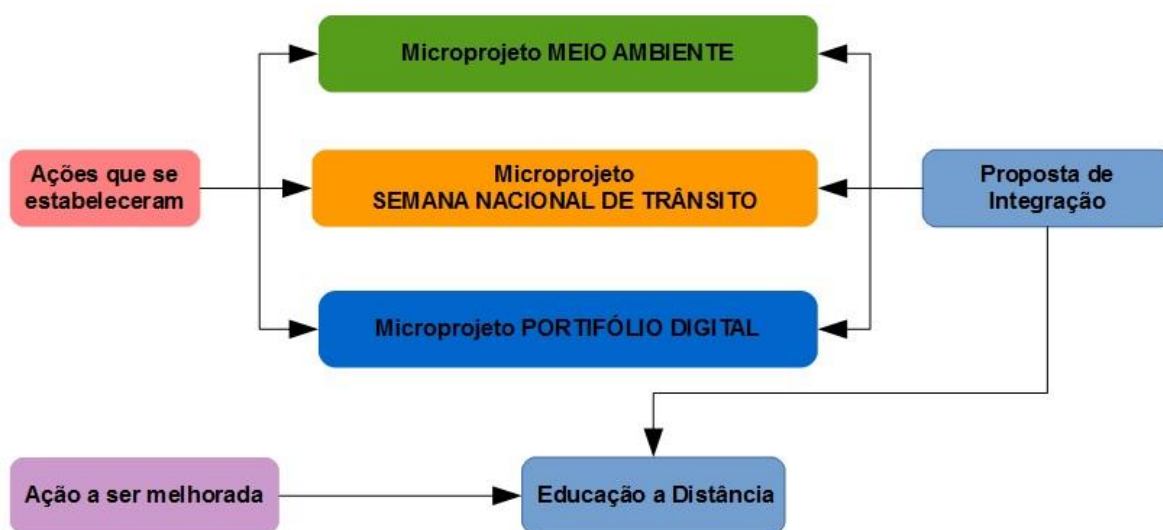 Microprojeto MEIO AMBIENTE
Ações que se
estabeleceram
Microprojeto
SEMANA NACIONAL DE TRÂNSITO
Proposta de
Integração
Microprojeto PORTIFÓLIO DIGITAL
Ação a ser melhorada
Educação a Distância